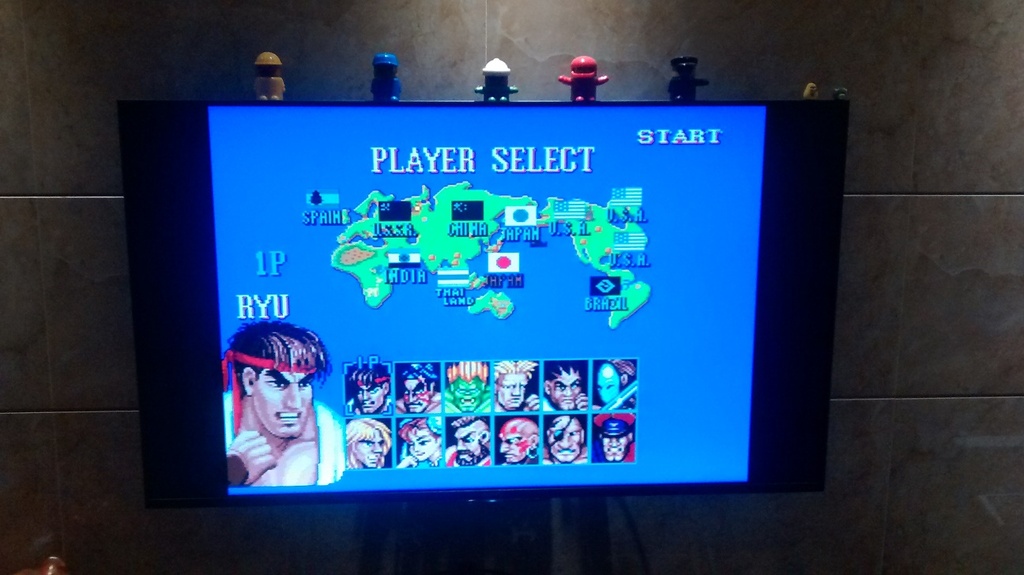 START
PLAYER SELECT
SPAIN
U.S.S.R.
CHINA
JAPAN
U.S.A.
U.S.A.
U.S.A.
1P
INDIA
THAI
LAND
JAPAN
BRAZIL
RYU
1P